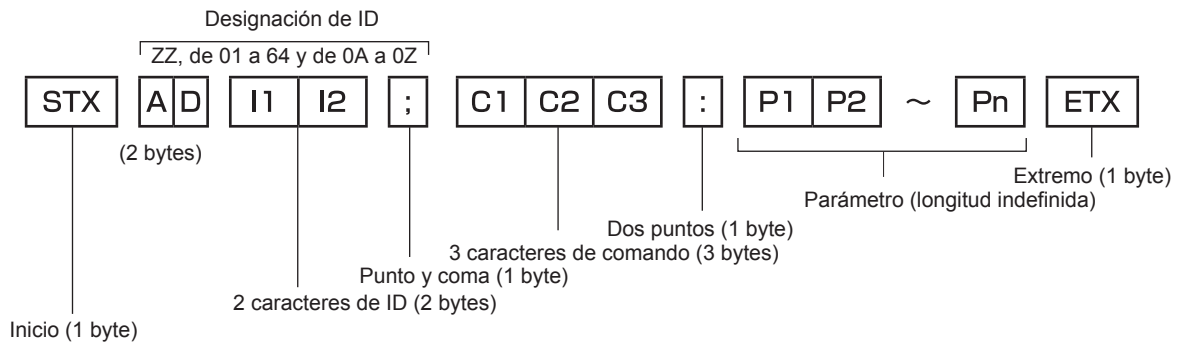 Designación de ID
ZZ, de 01 a 64 y de 0A a 0Z
STX A D I1 I2 ; C1 C2 C3 : P1 P2 ~ Pn ETX
(2 bytes)
Extremo (1 byte)
Parámetro (longitud indefinida)
Dos puntos (1 byte)
3 caracteres de comando (3 bytes)
Punto y coma (1 byte)
2 caracteres de ID (2 bytes)
Inicio (1 byte)